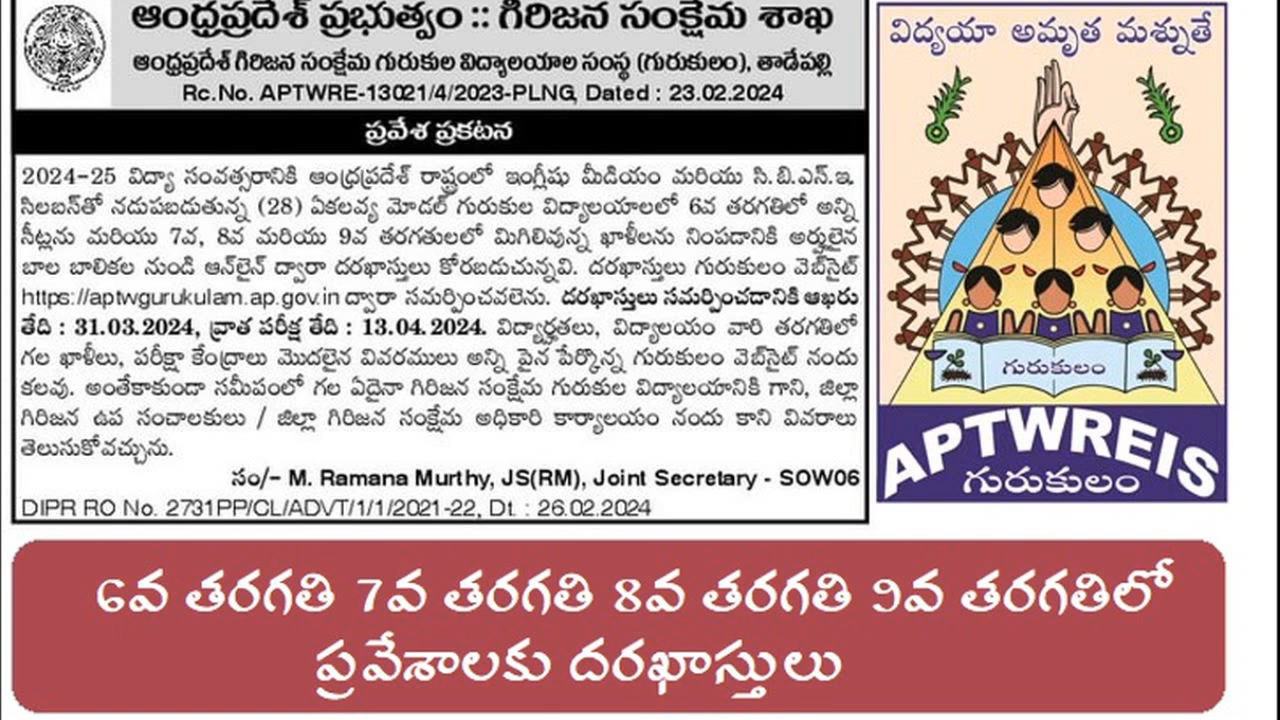 ఆంధ్రప్రదేశ్ ప్రభుత్వం :: గిరిజన సంక్షేమ శాఖ
ఆంధ్రప్రదేశ్ గిరిజన సంక్షేమ గురుకుల విద్యాలయాల సంస్థ (గురుకులం), తాడేపల్లి
Rc.No. APTWRE-13021/4/2023-PLNG, Dated : 23.02.2024
ప్రవేశ ప్రకటన
2024-25 విద్యా సంవత్సరానికి ఆంధ్రప్రదేశ్ రాష్ట్రంలో ఇంగ్లీషు మీడియం మరియు సి.బి.ఎస్.ఇ.
సిలబస్‌తో నడుపబడుతున్న (28) ఏకలవ్య మోడల్ గురుకుల విద్యాలయాలలో 6వ తరగతిలో అన్ని
సీట్లను మరియు 7వ, 8వ మరియు 9వ తరగతులలో మిగిలివున్న ఖాళీలను నింపడానికి అర్హులైన
బాల బాలికల నుండి ఆన్‌లైన్ ద్వారా దరఖాస్తులు కోరబడుచున్నవి. దరఖాస్తులు గురుకులం వెబ్‌సైట్
https://aptwgurukulam.ap.gov.in ద్వారా సమర్పించవలెను. దరఖాస్తులు సమర్పించడానికి ఆఖరు
తేది : 31.03.2024, వ్రాత పరీక్ష తేది : 13.04.2024. విద్యార్హతలు, విద్యాలయం వారి తరగతిలో
గల ఖాళీలు, పరీక్షా కేంద్రాలు మొదలైన వివరములు అన్ని పైన పేర్కొన్న గురుకులం వెబ్‌సైట్ నందు
కలవు. అంతేకాకుండా సమీపంలో గల ఏదైనా గిరిజన సంక్షేమ గురుకుల విద్యాలయానికి గాని, జిల్లా
గిరిజన ఉప సంచాలకులు / జిల్లా గిరిజన సంక్షేమ అధికారి కార్యాలయం నందు కాని వివరాలు
తెలుసుకోవచ్చును.
సం/- M. Ramana Murthy, JS(RM), Joint Secretary - SOW06
DIPR RO No. 2731PP/CL/ADVT/1/1/2021-22, Dt. : 26.02.2024
విద్యయా అమృత మశ్నుతే
గురుకులం
APTWREIS
గురుకులం
6వ తరగతి 7వ తరగతి 8వ తరగతి 9వ తరగతిలో
ప్రవేశాలకు దరఖాస్తులు